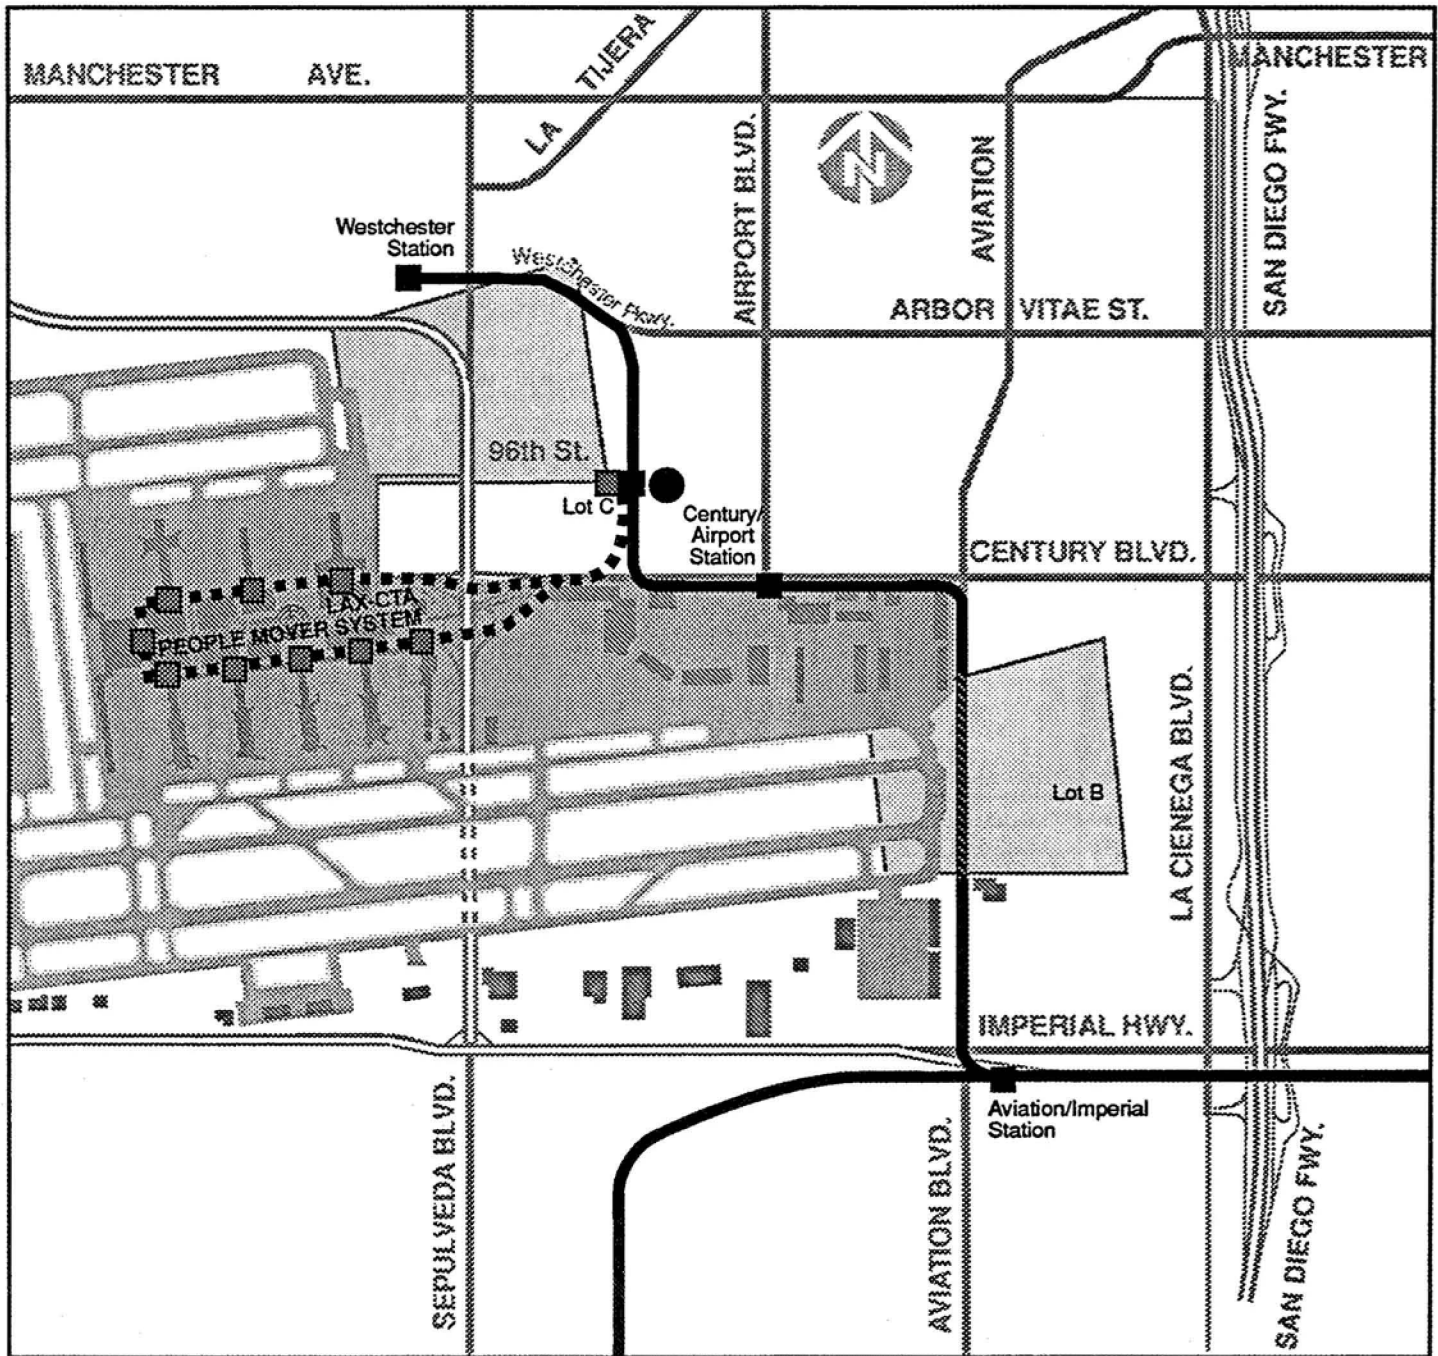 MANCHESTER AVE.
LA TIJERA
MANCHESTER
AIRPORT BLVD.
N
AVIATION
SAN DIEGO FWY.
Westchester
Station
Westchester Pkwy.
ARBOR VITAE ST.
96th St.
Lot C
Century/
Airport
Station
CENTURY BLVD.
LAX-CTA
PEOPLE MOVER SYSTEM
LA CIENEGA BLVD.
Lot B
IMPERIAL HWY.
Aviation/Imperial
Station
SEPULVEDA BLVD.
AVIATION BLVD.
SAN DIEGO FWY.